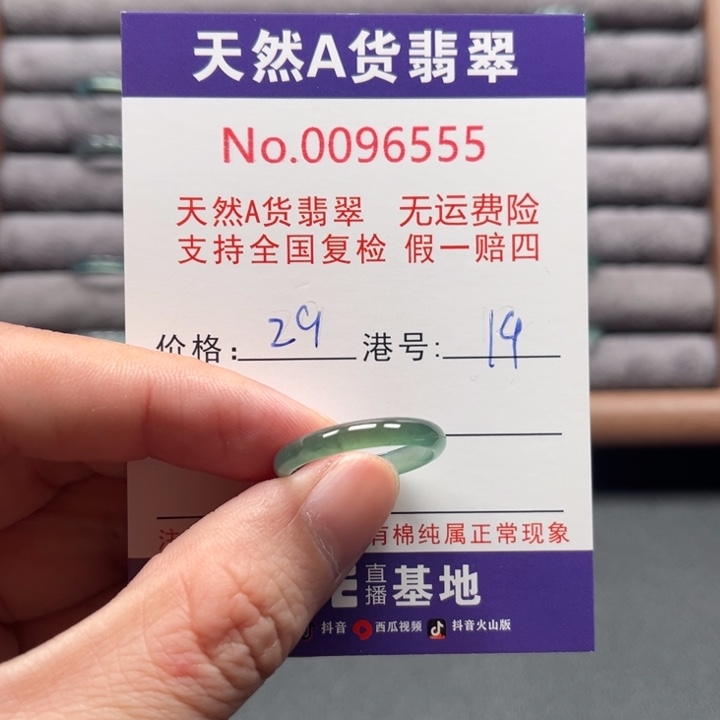 天然A货翡翠
No.0096555
天然A货翡翠 无运费险
支持全国复检 假一赔四
价格: 29 港号: 19
有棉纯属正常现象
直播基地
抖音 西瓜视频 抖音火山版